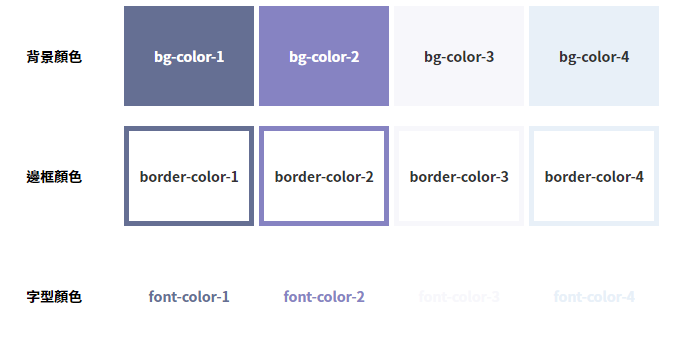 背景顏色 bg-color-1 bg-color-2 bg-color-3 bg-color-4
邊框顏色 border-color-1 border-color-2 border-color-3 border-color-4
字型顏色 font-color-1 font-color-2 font-color-3 font-color-4